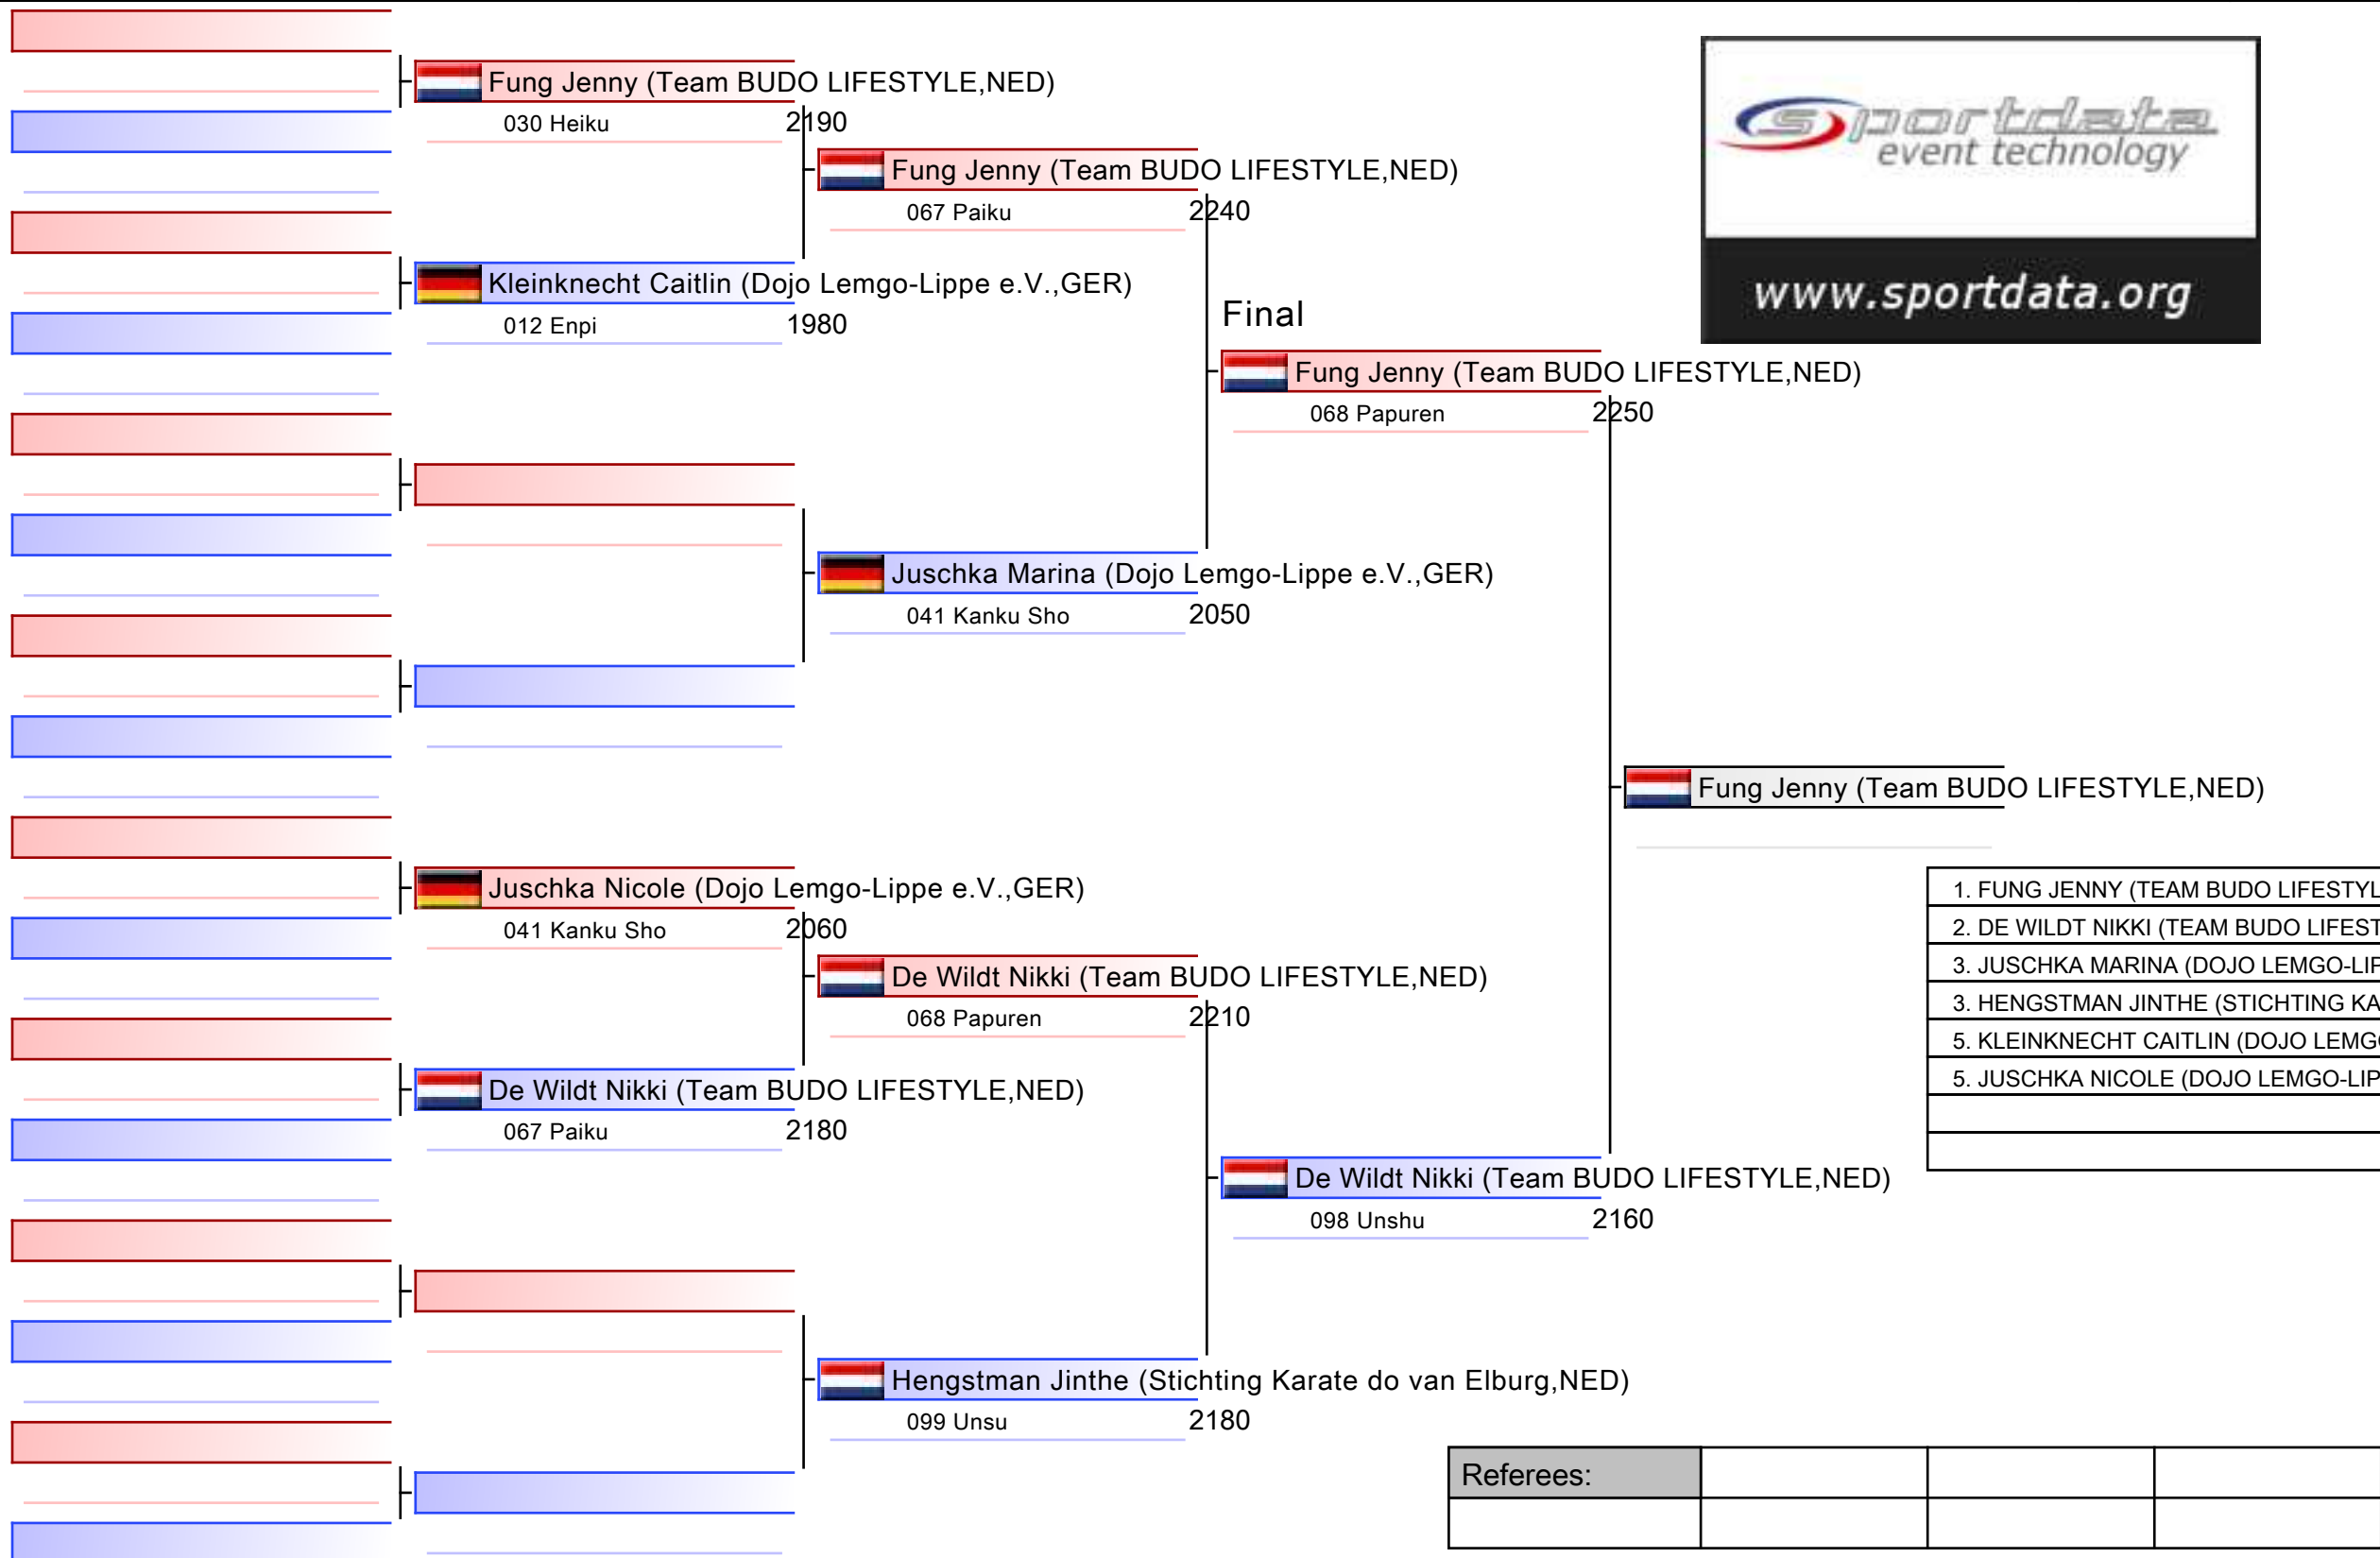 Fung Jenny (Team BUDO LIFESTYLE,NED)
030 Heiku 2190
Kleinknecht Caitlin (Dojo Lemgo-Lippe e.V.,GER)
012 Enpi 1980
Juschka Nicole (Dojo Lemgo-Lippe e.V.,GER)
041 Kanku Sho 2060
De Wildt Nikki (Team BUDO LIFESTYLE,NED)
067 Paiku 2180
Fung Jenny (Team BUDO LIFESTYLE,NED)
067 Paiku 2240
Juschka Marina (Dojo Lemgo-Lippe e.V.,GER)
041 Kanku Sho 2050
De Wildt Nikki (Team BUDO LIFESTYLE,NED)
068 Papuren 2210
Hengstman Jinthe (Stichting Karate do van Elburg,NED)
099 Unsu 2180
Final
Fung Jenny (Team BUDO LIFESTYLE,NED)
068 Papuren 2250
De Wildt Nikki (Team BUDO LIFESTYLE,NED)
098 Unshu 2160
Fung Jenny (Team BUDO LIFESTYLE,NED)
sportdata
event technology
www.sportdata.org
1. FUNG JENNY (TEAM BUDO LIFESTYL
2. DE WILDT NIKKI (TEAM BUDO LIFEST
3. JUSCHKA MARINA (DOJO LEMGO-LIP
3. HENGSTMAN JINTHE (STICHTING KA
5. KLEINKNECHT CAITLIN (DOJO LEMG
5. JUSCHKA NICOLE (DOJO LEMGO-LIP
Referees: